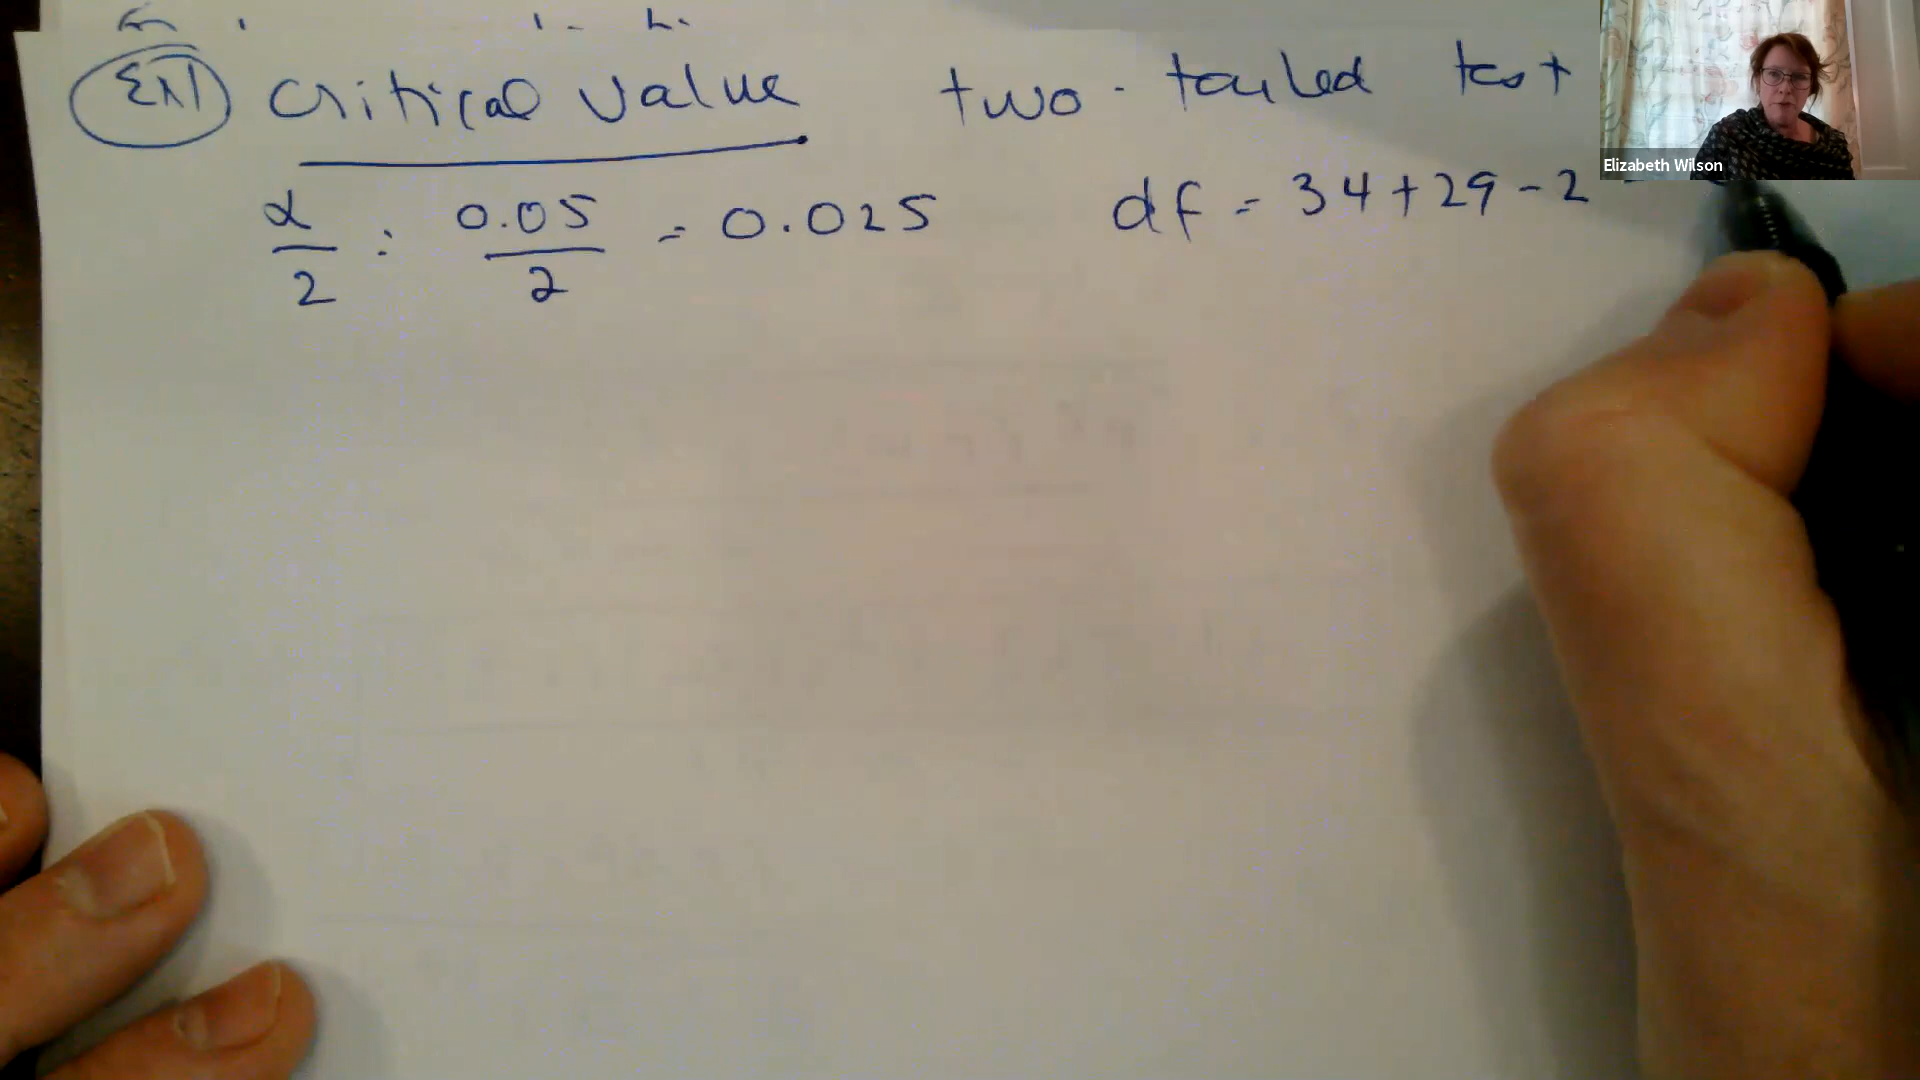 Ex1 Critical Value two-tailed test
α/2 : 0.05/2 = 0.025 df = 34+29-2
Elizabeth Wilson